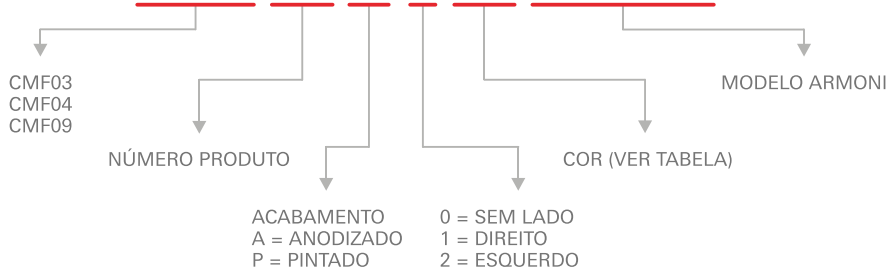 CMF03
CMF04
CMF09
MODELO ARMONI
NÚMERO PRODUTO
COR (VER TABELA)
ACABAMENTO
A = ANODIZADO
P = PINTADO
0 = SEM LADO
1 = DIREITO
2 = ESQUERDO